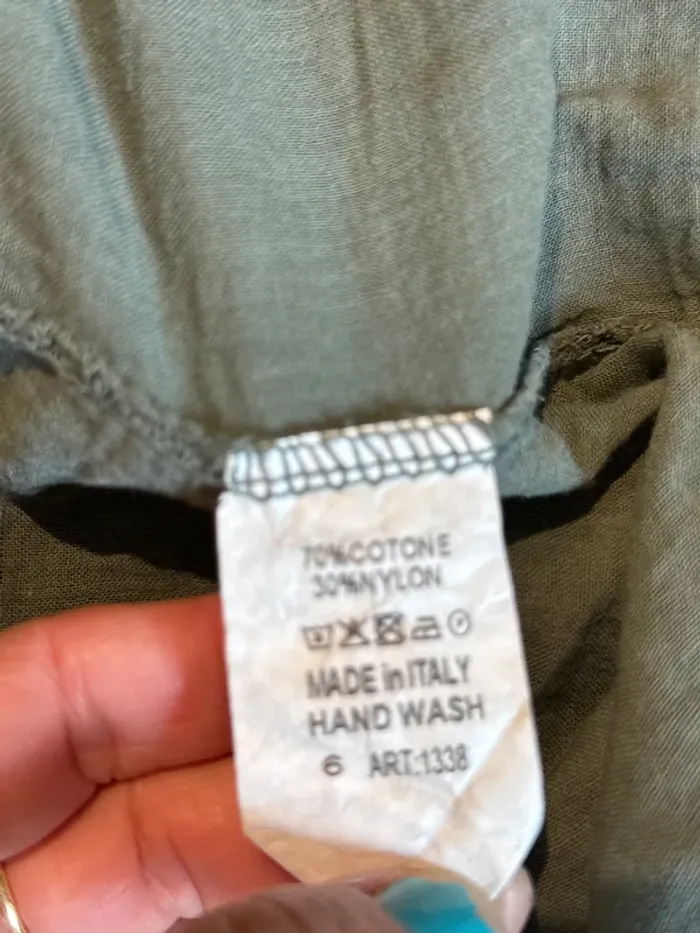 70%COTONE
30%NYLON
MADE in ITALY
HAND WASH
6 ART:1338